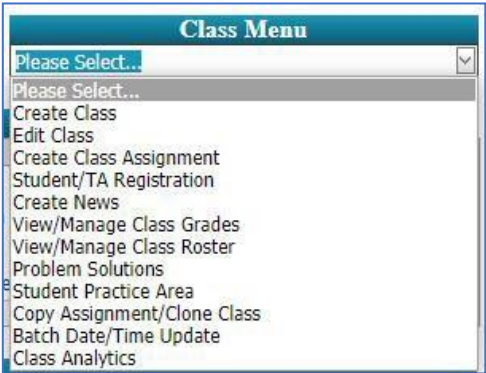 Class Menu
Please Select...
Please Select...
Create Class
Edit Class
Create Class Assignment
Student/TA Registration
Create News
View/Manage Class Grades
View/Manage Class Roster
Problem Solutions
Student Practice Area
Copy Assignment/Clone Class
Batch Date/Time Update
Class Analytics